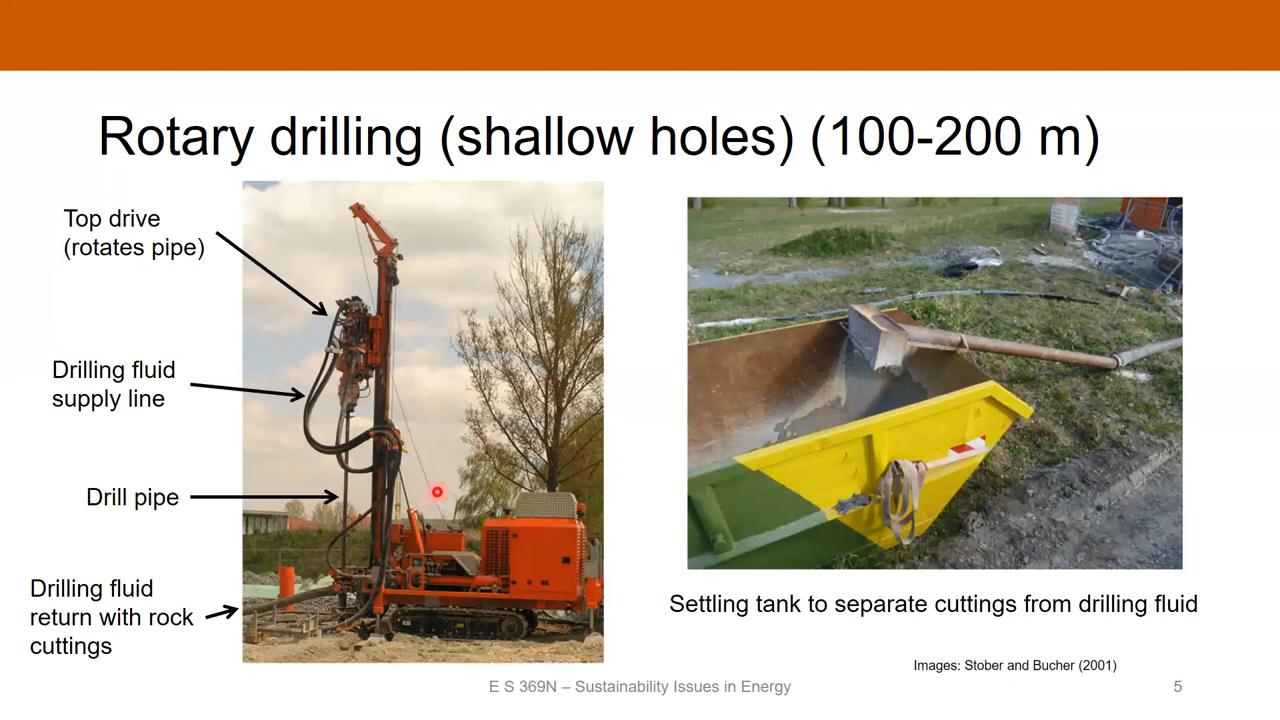 Rotary drilling (shallow holes) (100-200 m)
Top drive
(rotates pipe)
Drilling fluid
supply line
Drill pipe
Drilling fluid
return with rock
cuttings
Settling tank to separate cuttings from drilling fluid
Images: Stober and Bucher (2001)
E S 369N – Sustainability Issues in Energy
5